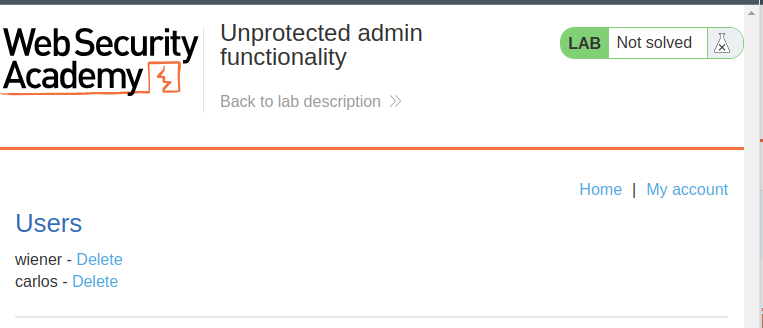 Web Security
Academy
Unprotected admin
functionality
Back to lab description
LAB Not solved
Home | My account
Users
wiener - Delete
carlos - Delete